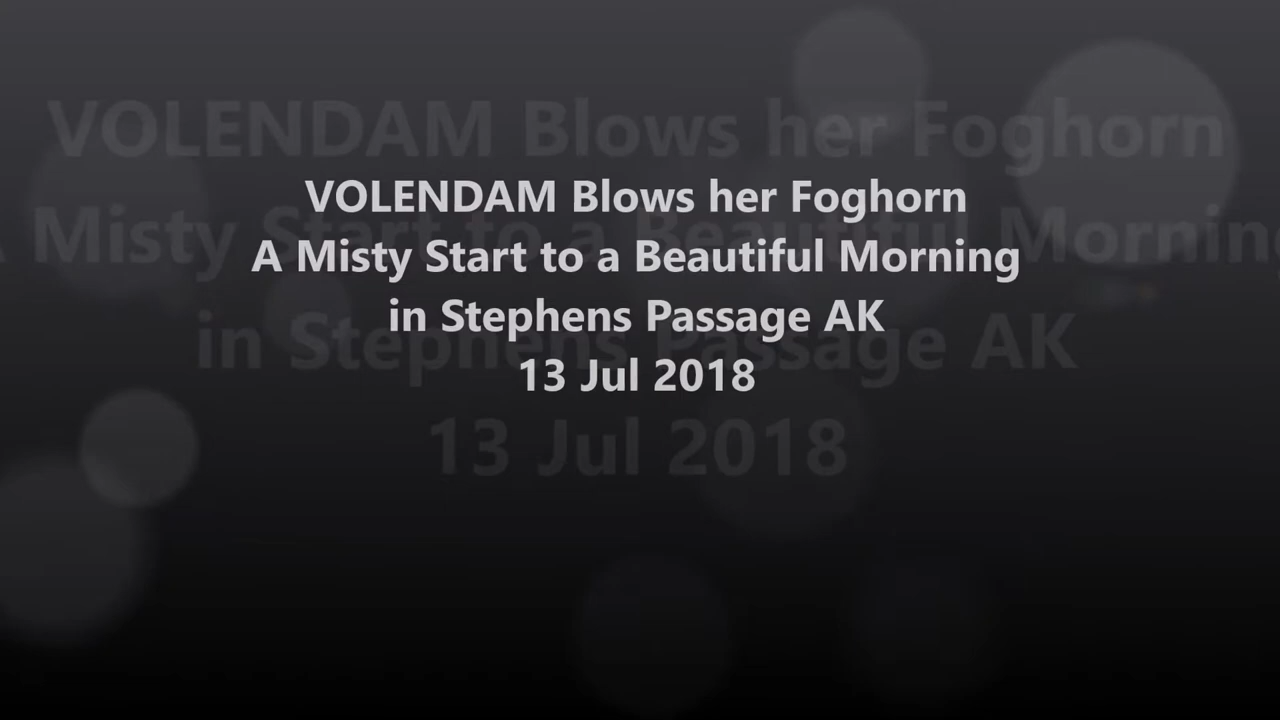 VOLENDAM Blows her Foghorn
A Misty Start to a Beautiful Morning
in Stephens Passage AK
13 Jul 2018